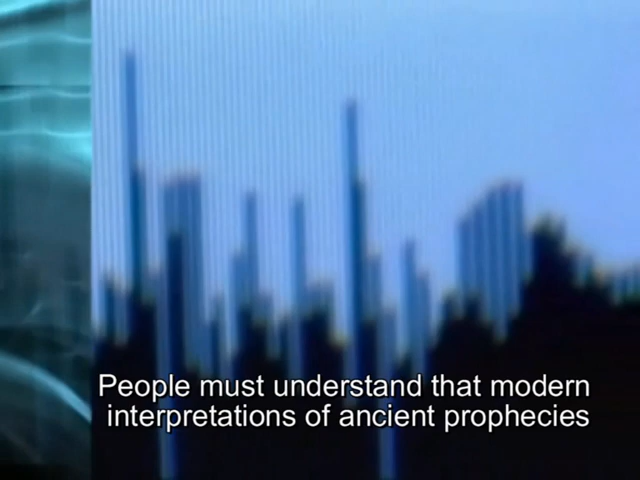 People must understand that modern
interpretations of ancient prophecies